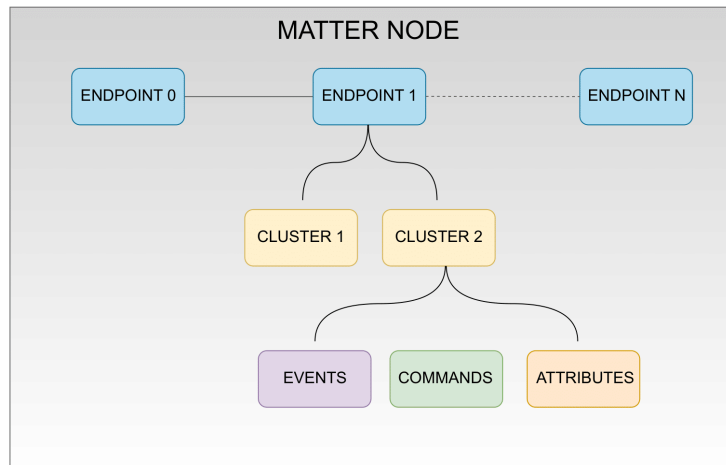 MATTER NODE
ENDPOINT 0
ENDPOINT 1
ENDPOINT N
CLUSTER 1
CLUSTER 2
EVENTS
COMMANDS
ATTRIBUTES